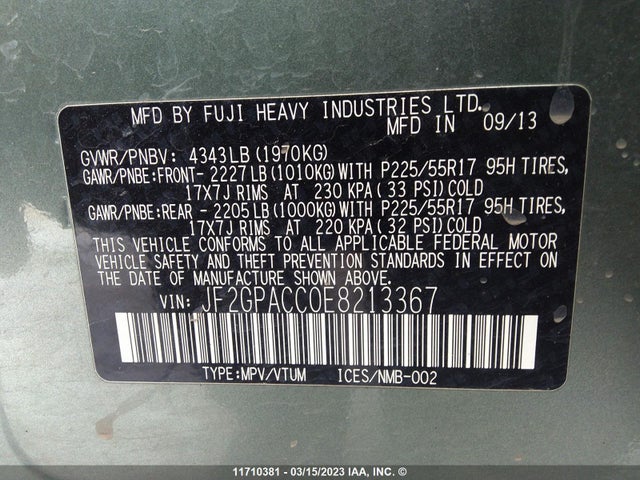 MFD BY FUJI HEAVY INDUSTRIES LTD.
MFD IN 09/13
GVWR/PNBV: 4343LB(1970KG)
GAWR/PNBE:FRONT- 2227LB(1010KG)WITH P225/55R17 95H TIRES,
17X7J RIMS AT 230KPA(33 PSI)COLD
GAWR/PNBE:REAR - 2205LB(1000KG)WITH P225/55R17 95H TIRES,
17X7J RIMS AT 220KPA(32 PSI)COLD
THIS VEHICLE CONFORMS TO ALL APPLICABLE FEDERAL MOTOR
VEHICLE SAFETY AND THEFT PREVENTION STANDARDS IN EFFECT ON
THE DATE OF MANUFACTURE SHOWN ABOVE.
VIN: JF2GPACC0E8213367
TYPE:MPV/VTUM ICES/NMB-002
11710381 - 03/15/2023 IAA, INC. ©